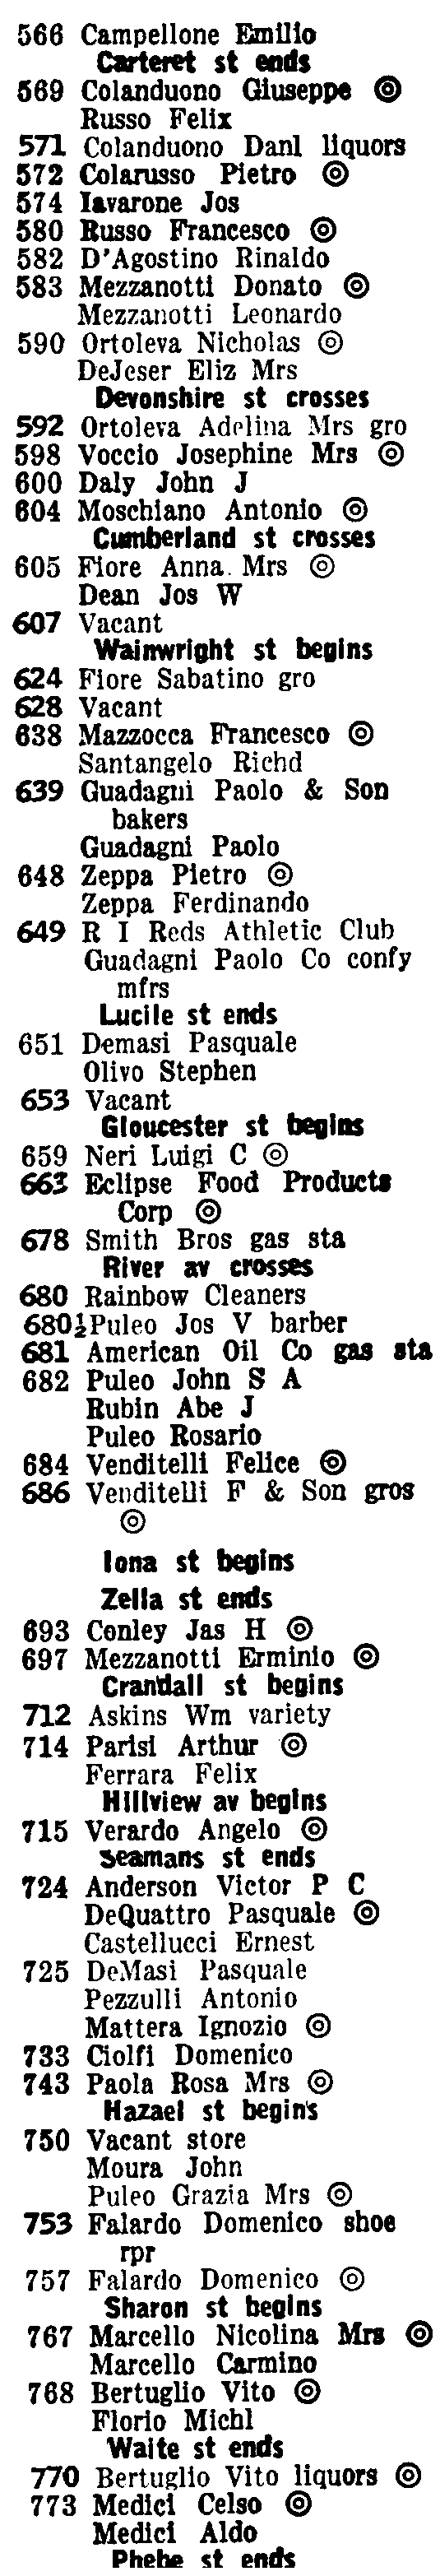 566 Campellone Emilio
Carteret st ends
569 Colanduono Giuseppe ◎
Russo Felix
571 Colanduono Danl liquors
572 Colarusso Pietro ◎
574 Iavarone Jos
580 Russo Francesco ◎
582 D'Agostino Rinaldo
583 Mezzanotti Donato ◎
Mezzanotti Leonardo
590 Ortoleva Nicholas ◎
DeJeser Eliz Mrs
Devonshire st crosses
592 Ortoleva Adelina Mrs gro
598 Voccio Josephine Mrs ◎
600 Daly John J
604 Moschiano Antonio ◎
Cumberland st crosses
605 Fiore Anna Mrs ◎
Dean Jos W
607 Vacant
Wainwright st begins
624 Fiore Sabatino gro
628 Vacant
638 Mazzocca Francesco ◎
Santangelo Richd
639 Guadagni Paolo & Son
bakers
Guadagni Paolo
648 Zeppa Pietro ◎
Zeppa Ferdinando
649 R I Reds Athletic Club
Guadagni Paolo Co confy
mfrs
Lucile st ends
651 Demasi Pasquale
Olivo Stephen
653 Vacant
Gloucester st begins
659 Neri Luigi C ◎
663 Eclipse Food Products
Corp ◎
678 Smith Bros gas sta
River av crosses
680 Rainbow Cleaners
680½ Puleo Jos V barber
681 American Oil Co gas sta
682 Puleo John S A
Rubin Abe J
Puleo Rosario
684 Venditelli Felice ◎
686 Venditelli F & Son gros
◎
Iona st begins
Zella st ends
693 Conley Jas H ◎
697 Mezzanotti Erminio ◎
Crandall st begins
712 Askins Wm variety
714 Parisi Arthur ◎
Ferrara Felix
Hillview av begins
715 Verardo Angelo ◎
Seamans st ends
724 Anderson Victor P C
DeQuattro Pasquale ◎
Castellucci Ernest
725 DeMasi Pasquale
Pezzulli Antonio
Mattera Ignozio ◎
733 Ciolfi Domenico
743 Paola Rosa Mrs ◎
Hazael st begins
750 Vacant store
Moura John
Puleo Grazia Mrs ◎
753 Falardo Domenico shoe
rpr
757 Falardo Domenico ◎
Sharon st begins
767 Marcello Nicolina Mrs ◎
Marcello Carmino
768 Bertuglio Vito ◎
Florio Michl
Waite st ends
770 Bertuglio Vito liquors ◎
773 Medici Celso ◎
Medici Aldo
Phebe st ends